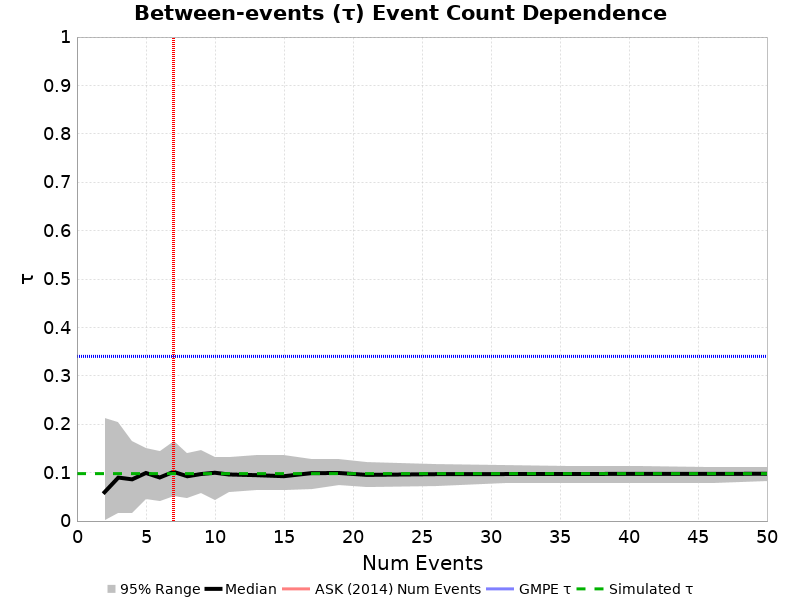 Between-events (τ) Event Count Dependence
1
0.9
0.8
0.7
0.6
0.5
0.4
0.3
0.2
0.1
0
τ
0 5 10 15 20 25 30 35 40 45 50
Num Events
95% Range Median ASK (2014) Num Events GMPE τ Simulated τ